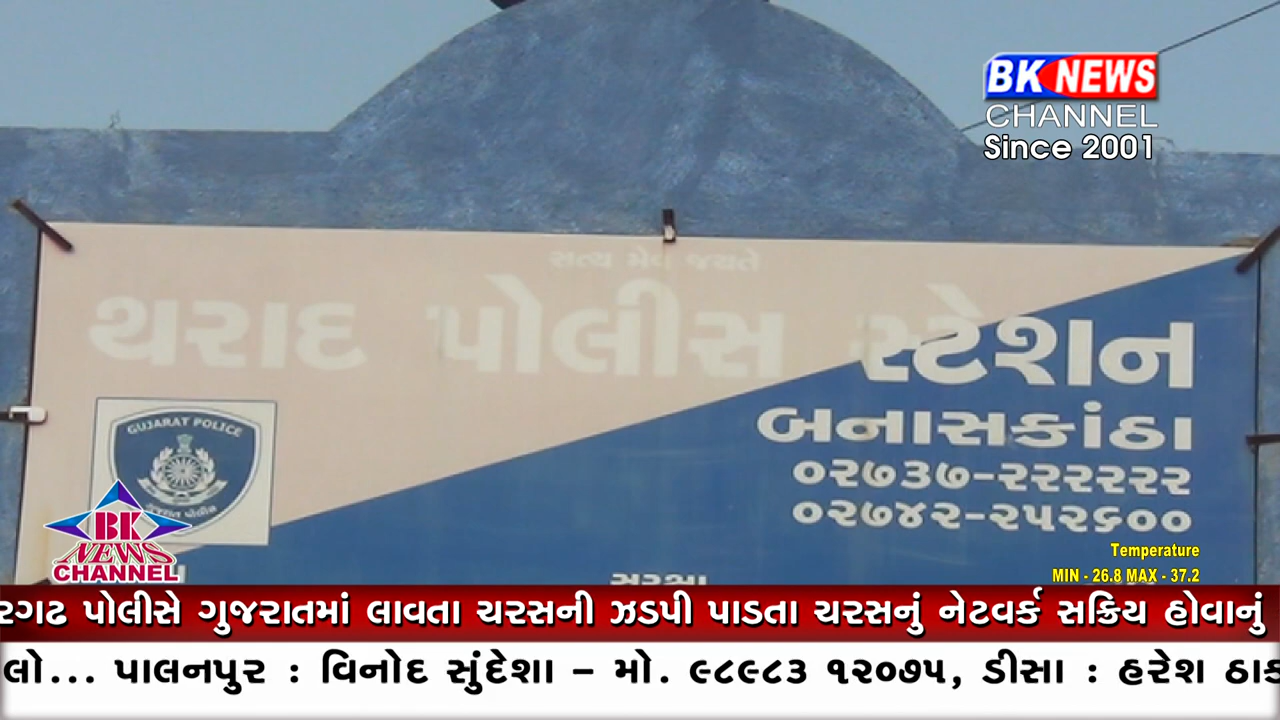 BK NEWS
CHANNEL
Since 2001
સત્ય મેવ જયતે
થરાદ પોલીસ સ્ટેશન
બનાસકાંઠા
૦૨૭૩૭-૨૨૨૨૨૨
૦૨૭૪૨-૨૫૨૬૦૦
GUJARAT POLICE
ગુજરાત પોલીસ
BK
NEWS
CHANNEL
Temperature
MIN - 26.8 MAX - 37.2
રગઢ પોલીસે ગુજરાતમાં લાવતા ચરસની ઝડપી પાડતા ચરસનું નેટવર્ક સક્રિય હોવાનું
લો... પાલનપુર : વિનોદ સુંદેશા – મો. ૯૮૯૮૩ ૧૨૦૭૫, ડીસા : હરેશ ઠાક